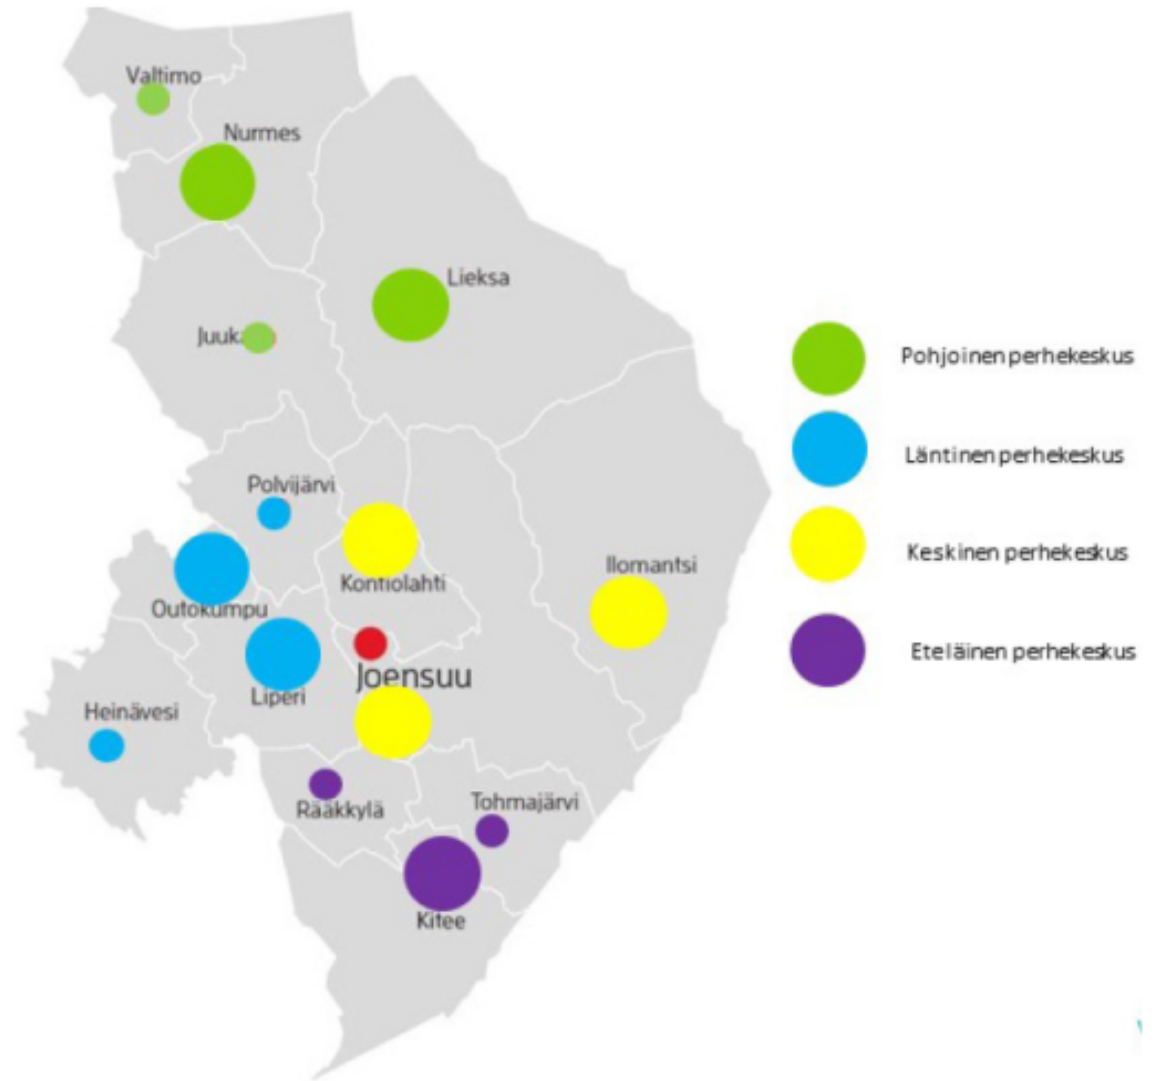 Valtimo
Nurmes
Lieksa
Juuka
Polvijärvi
Kontiolahti
Outokumpu
Ilomantsi
Joensuu
Liperi
Heinävesi
Rääkkylä
Tohmajärvi
Kitee
Pohjoinen perhekeskus
Läntinen perhekeskus
Keskinen perhekeskus
Eteläinen perhekeskus